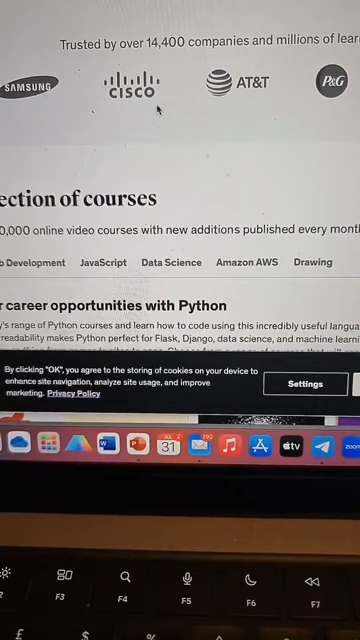 Trusted by over 14,400 companies and millions of lear
SAMSUNG
CISCO
AT&T
P&G
ection of courses
0,000 online video courses with new additions published every mont
Development JavaScript Data Science Amazon AWS Drawing
career opportunities with Python
y's range of Python courses and learn how to code using this incredibly useful langua
readability makes Python perfect for Flask, Django, data science, and machine learni
By clicking "OK", you agree to the storing of cookies on your device to
enhance site navigation, analyze site usage, and improve
marketing. Privacy Policy
Settings
W
P
31
tv
zoom
F3 F4 F5 F6 F7
£ $ %